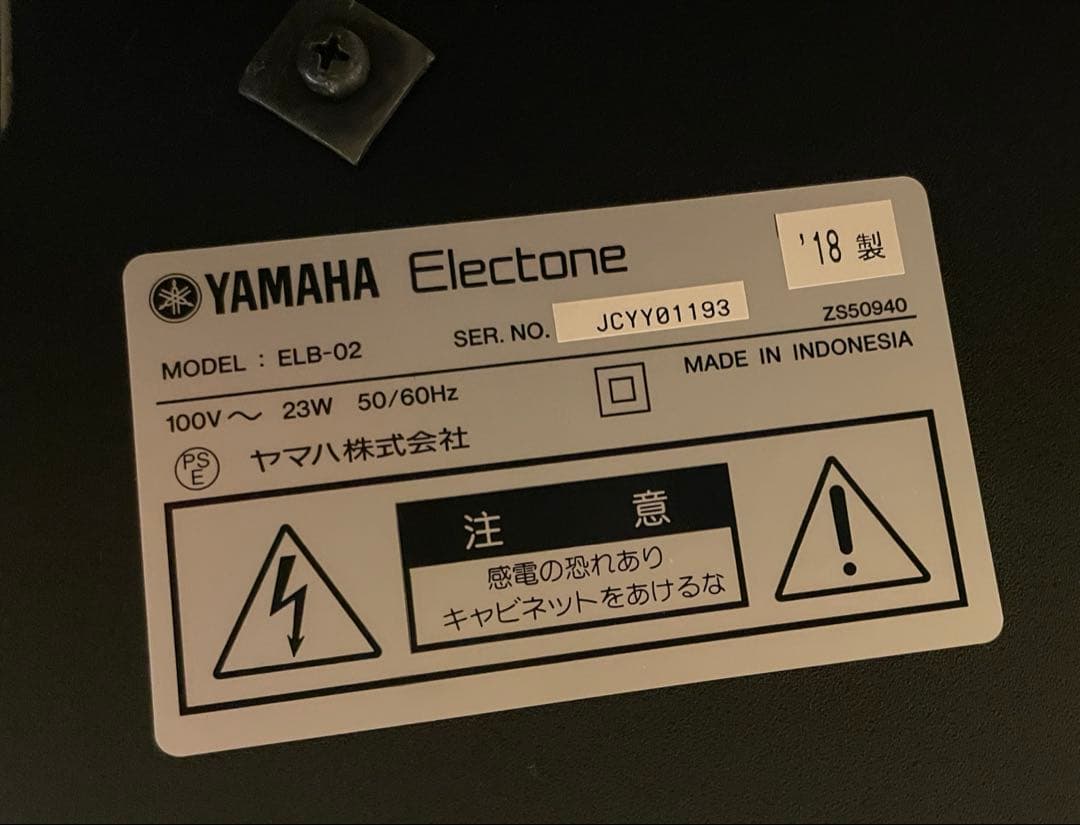 YAMAHA Electone '18 製
MODEL : ELB-02 SER. NO. JCYY01193 ZS50940
100V〜 23W 50/60Hz MADE IN INDONESIA
PSE ヤマハ株式会社
注 意
感電の恐れあり
キャビネットをあけるな